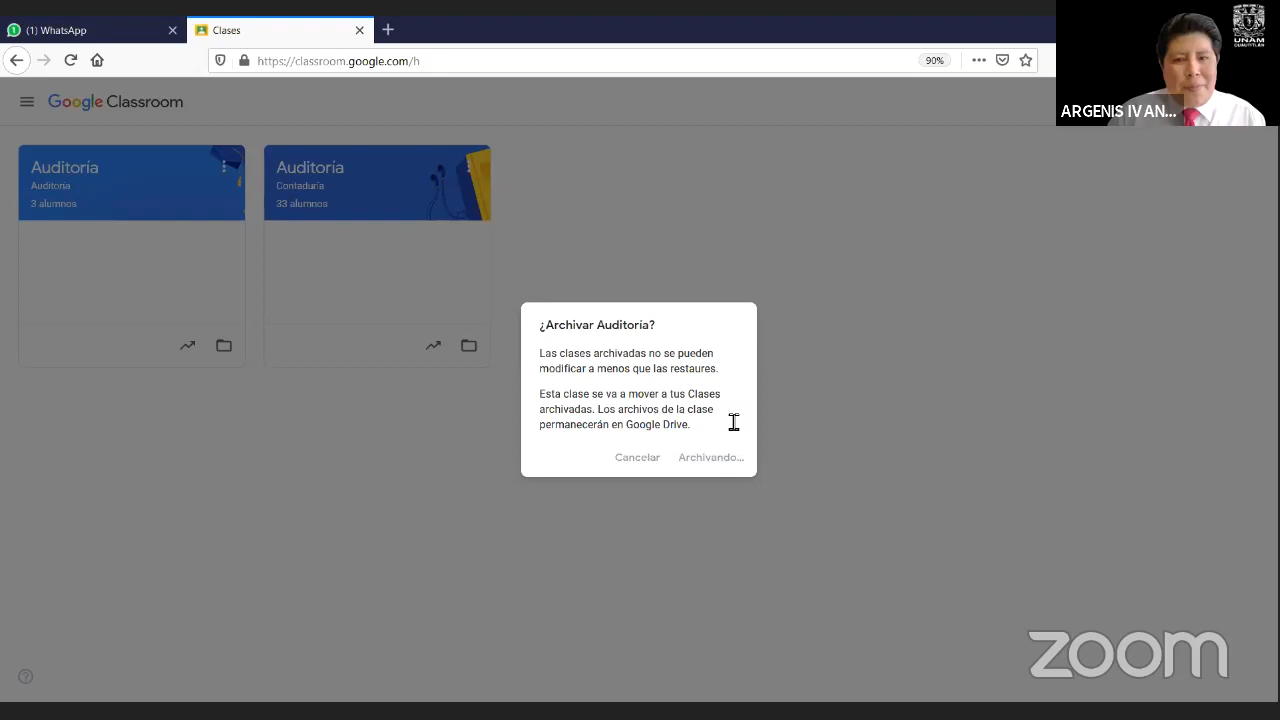 (1) WhatsApp
Clases
https://classroom.google.com/h
90%
UNAM
CUAUTITLÁN
ARGENIS IVAN...
Google Classroom
Auditoría
Auditoria
3 alumnos
Auditoría
Contaduría
33 alumnos
¿Archivar Auditoría?
Las clases archivadas no se pueden
modificar a menos que las restaures.
Esta clase se va a mover a tus Clases
archivadas. Los archivos de la clase
permanecerán en Google Drive.
Cancelar Archivando...
zoom